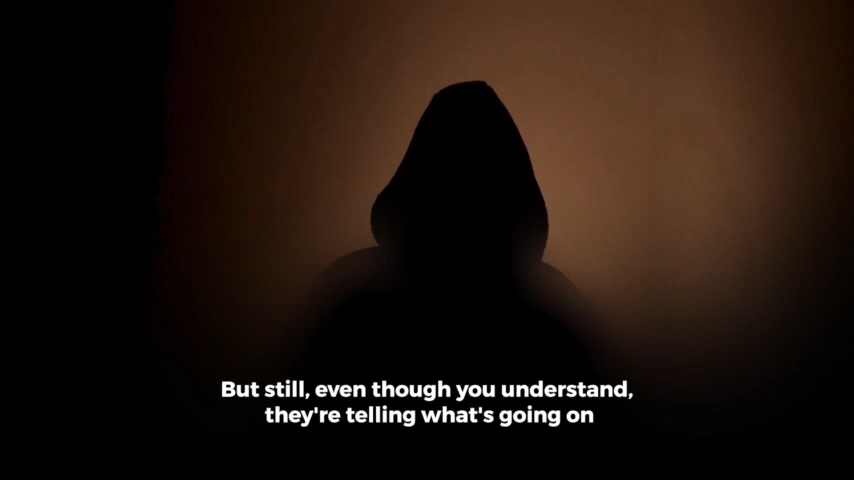 But still, even though you understand,
they're telling what's going on